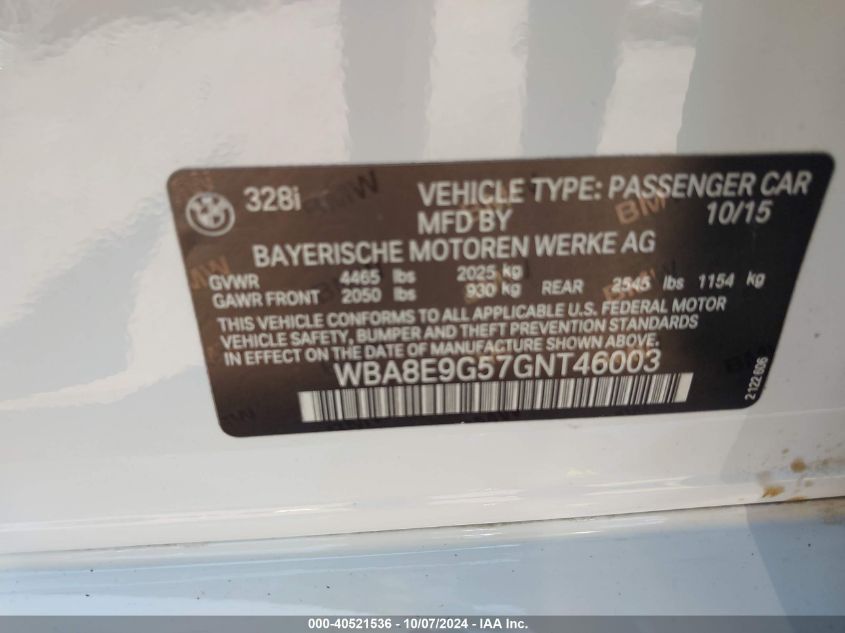 328i VEHICLE TYPE: PASSENGER CAR
MFD BY 10/15
BAYERISCHE MOTOREN WERKE AG
GVWR 4465 lbs 2025 kg
GAWR FRONT 2050 lbs 930 kg REAR 2545 lbs 1154 kg
THIS VEHICLE CONFORMS TO ALL APPLICABLE U.S. FEDERAL MOTOR
VEHICLE SAFETY, BUMPER AND THEFT PREVENTION STANDARDS
IN EFFECT ON THE DATE OF MANUFACTURE SHOWN ABOVE.
WBA8E9G57GNT46003
2 122 606
000-40521536 - 10/07/2024 - IAA Inc.